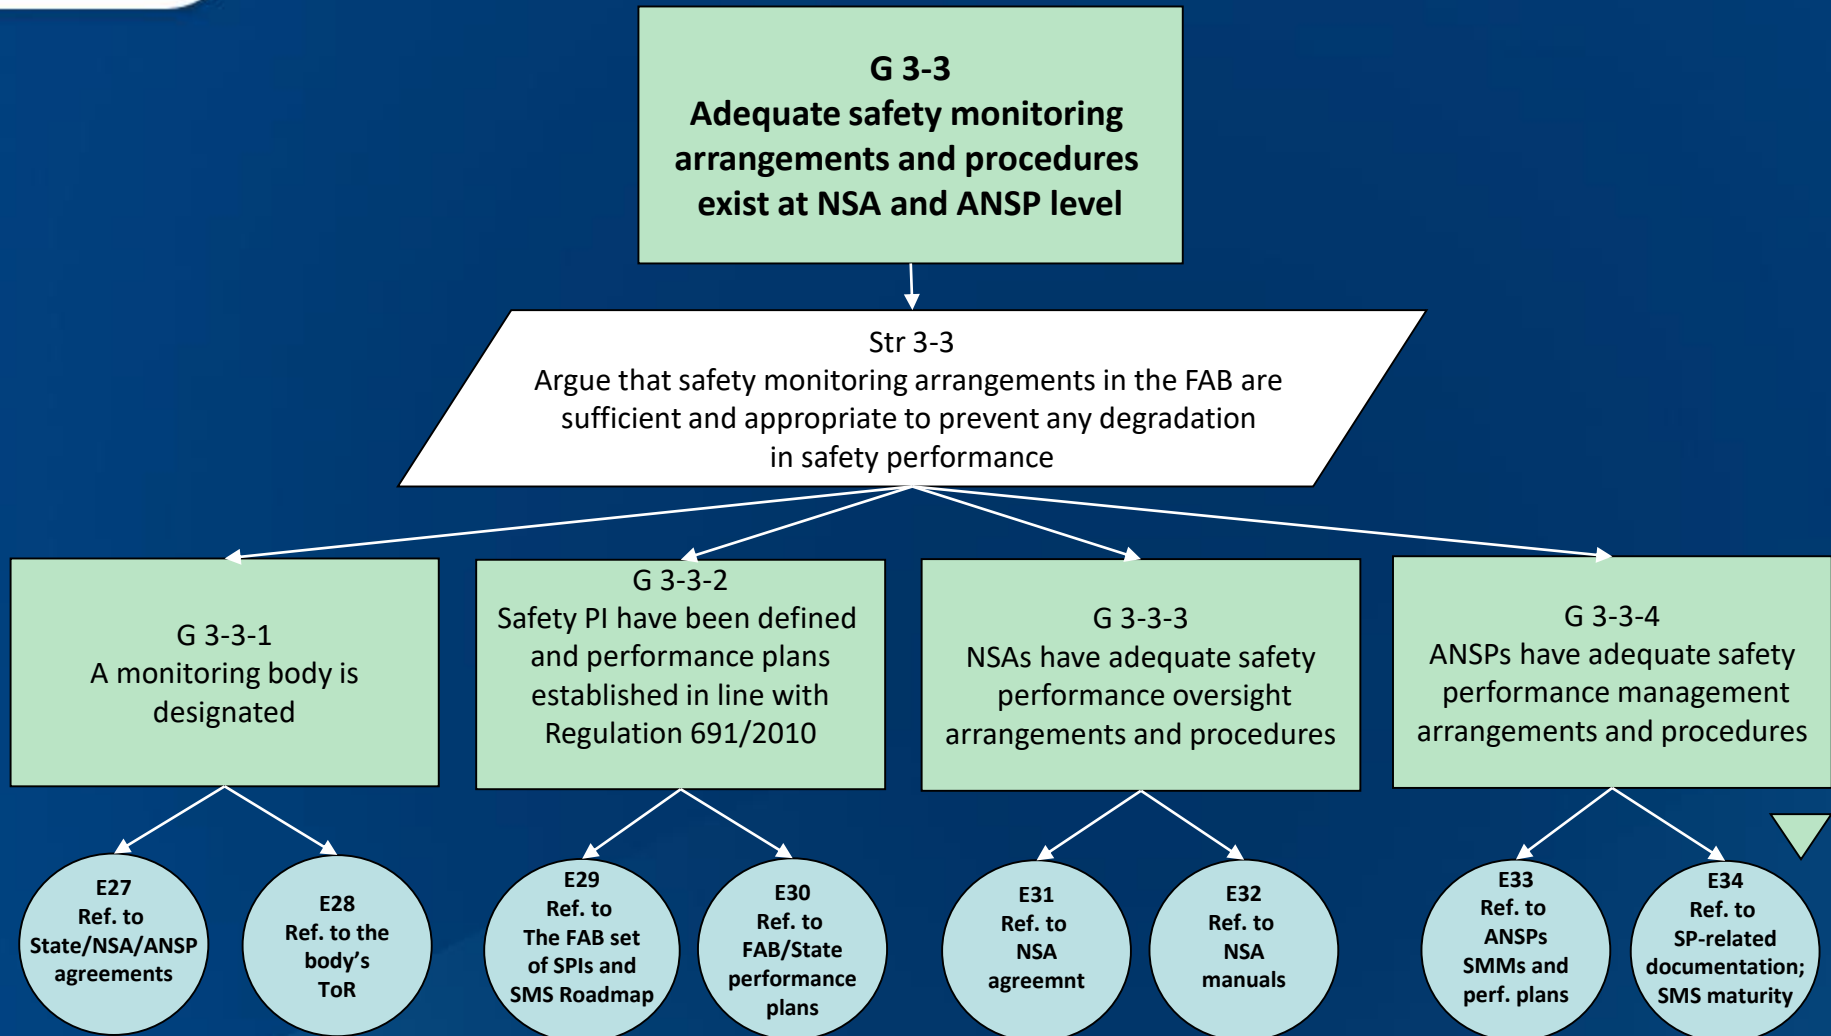 G 3-3
Adequate safety monitoring
arrangements and procedures
exist at NSA and ANSP level
Str 3-3
Argue that safety monitoring arrangements in the FAB are
sufficient and appropriate to prevent any degradation
in safety performance
G 3-3-1
A monitoring body is
designated
G 3-3-2
Safety PI have been defined
and performance plans
established in line with
Regulation 691/2010
G 3-3-3
NSAs have adequate safety
performance oversight
arrangements and procedures
G 3-3-4
ANSPs have adequate safety
performance management
arrangements and procedures
E27
Ref. to
State/NSA/ANSP
agreements
E28
Ref. to the
body's
ToR
E29
Ref. to
The FAB set
of SPIs and
SMS Roadmap
E30
Ref. to
FAB/State
performance
plans
E31
Ref. to
NSA
agreemnt
E32
Ref. to
NSA
manuals
E33
Ref. to
ANSPs
SMMs and
perf. plans
E34
Ref. to
SP-related
documentation;
SMS maturity